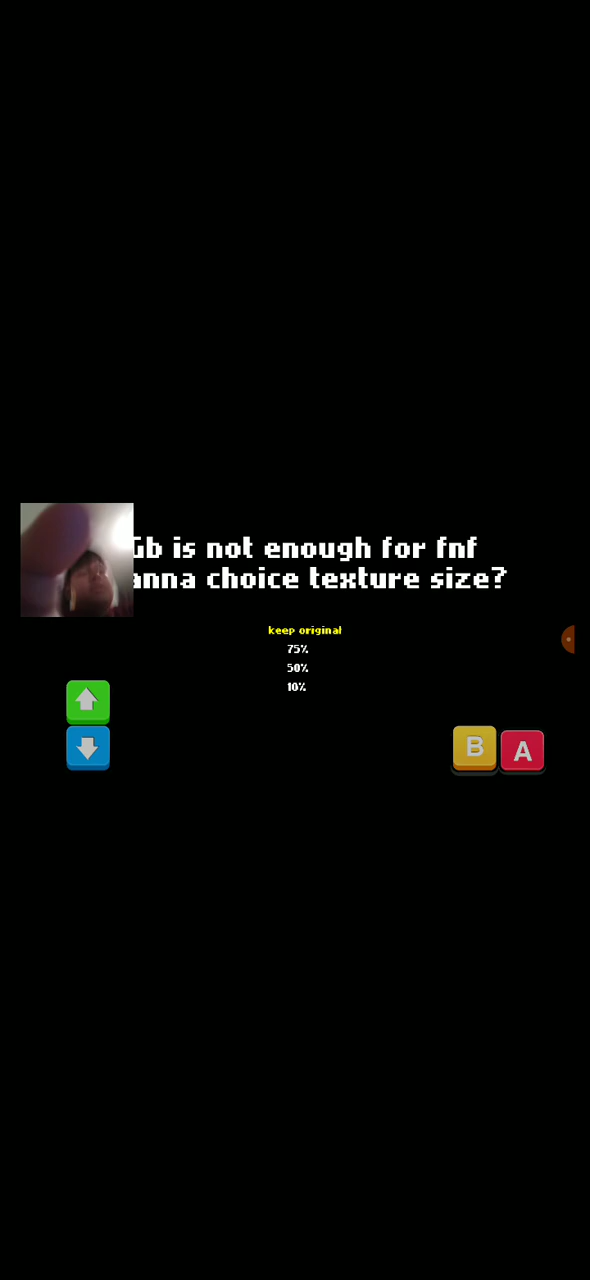 Gb is not enough for fnf
anna choice texture size?
keep original
75%
50%
10%
B
A